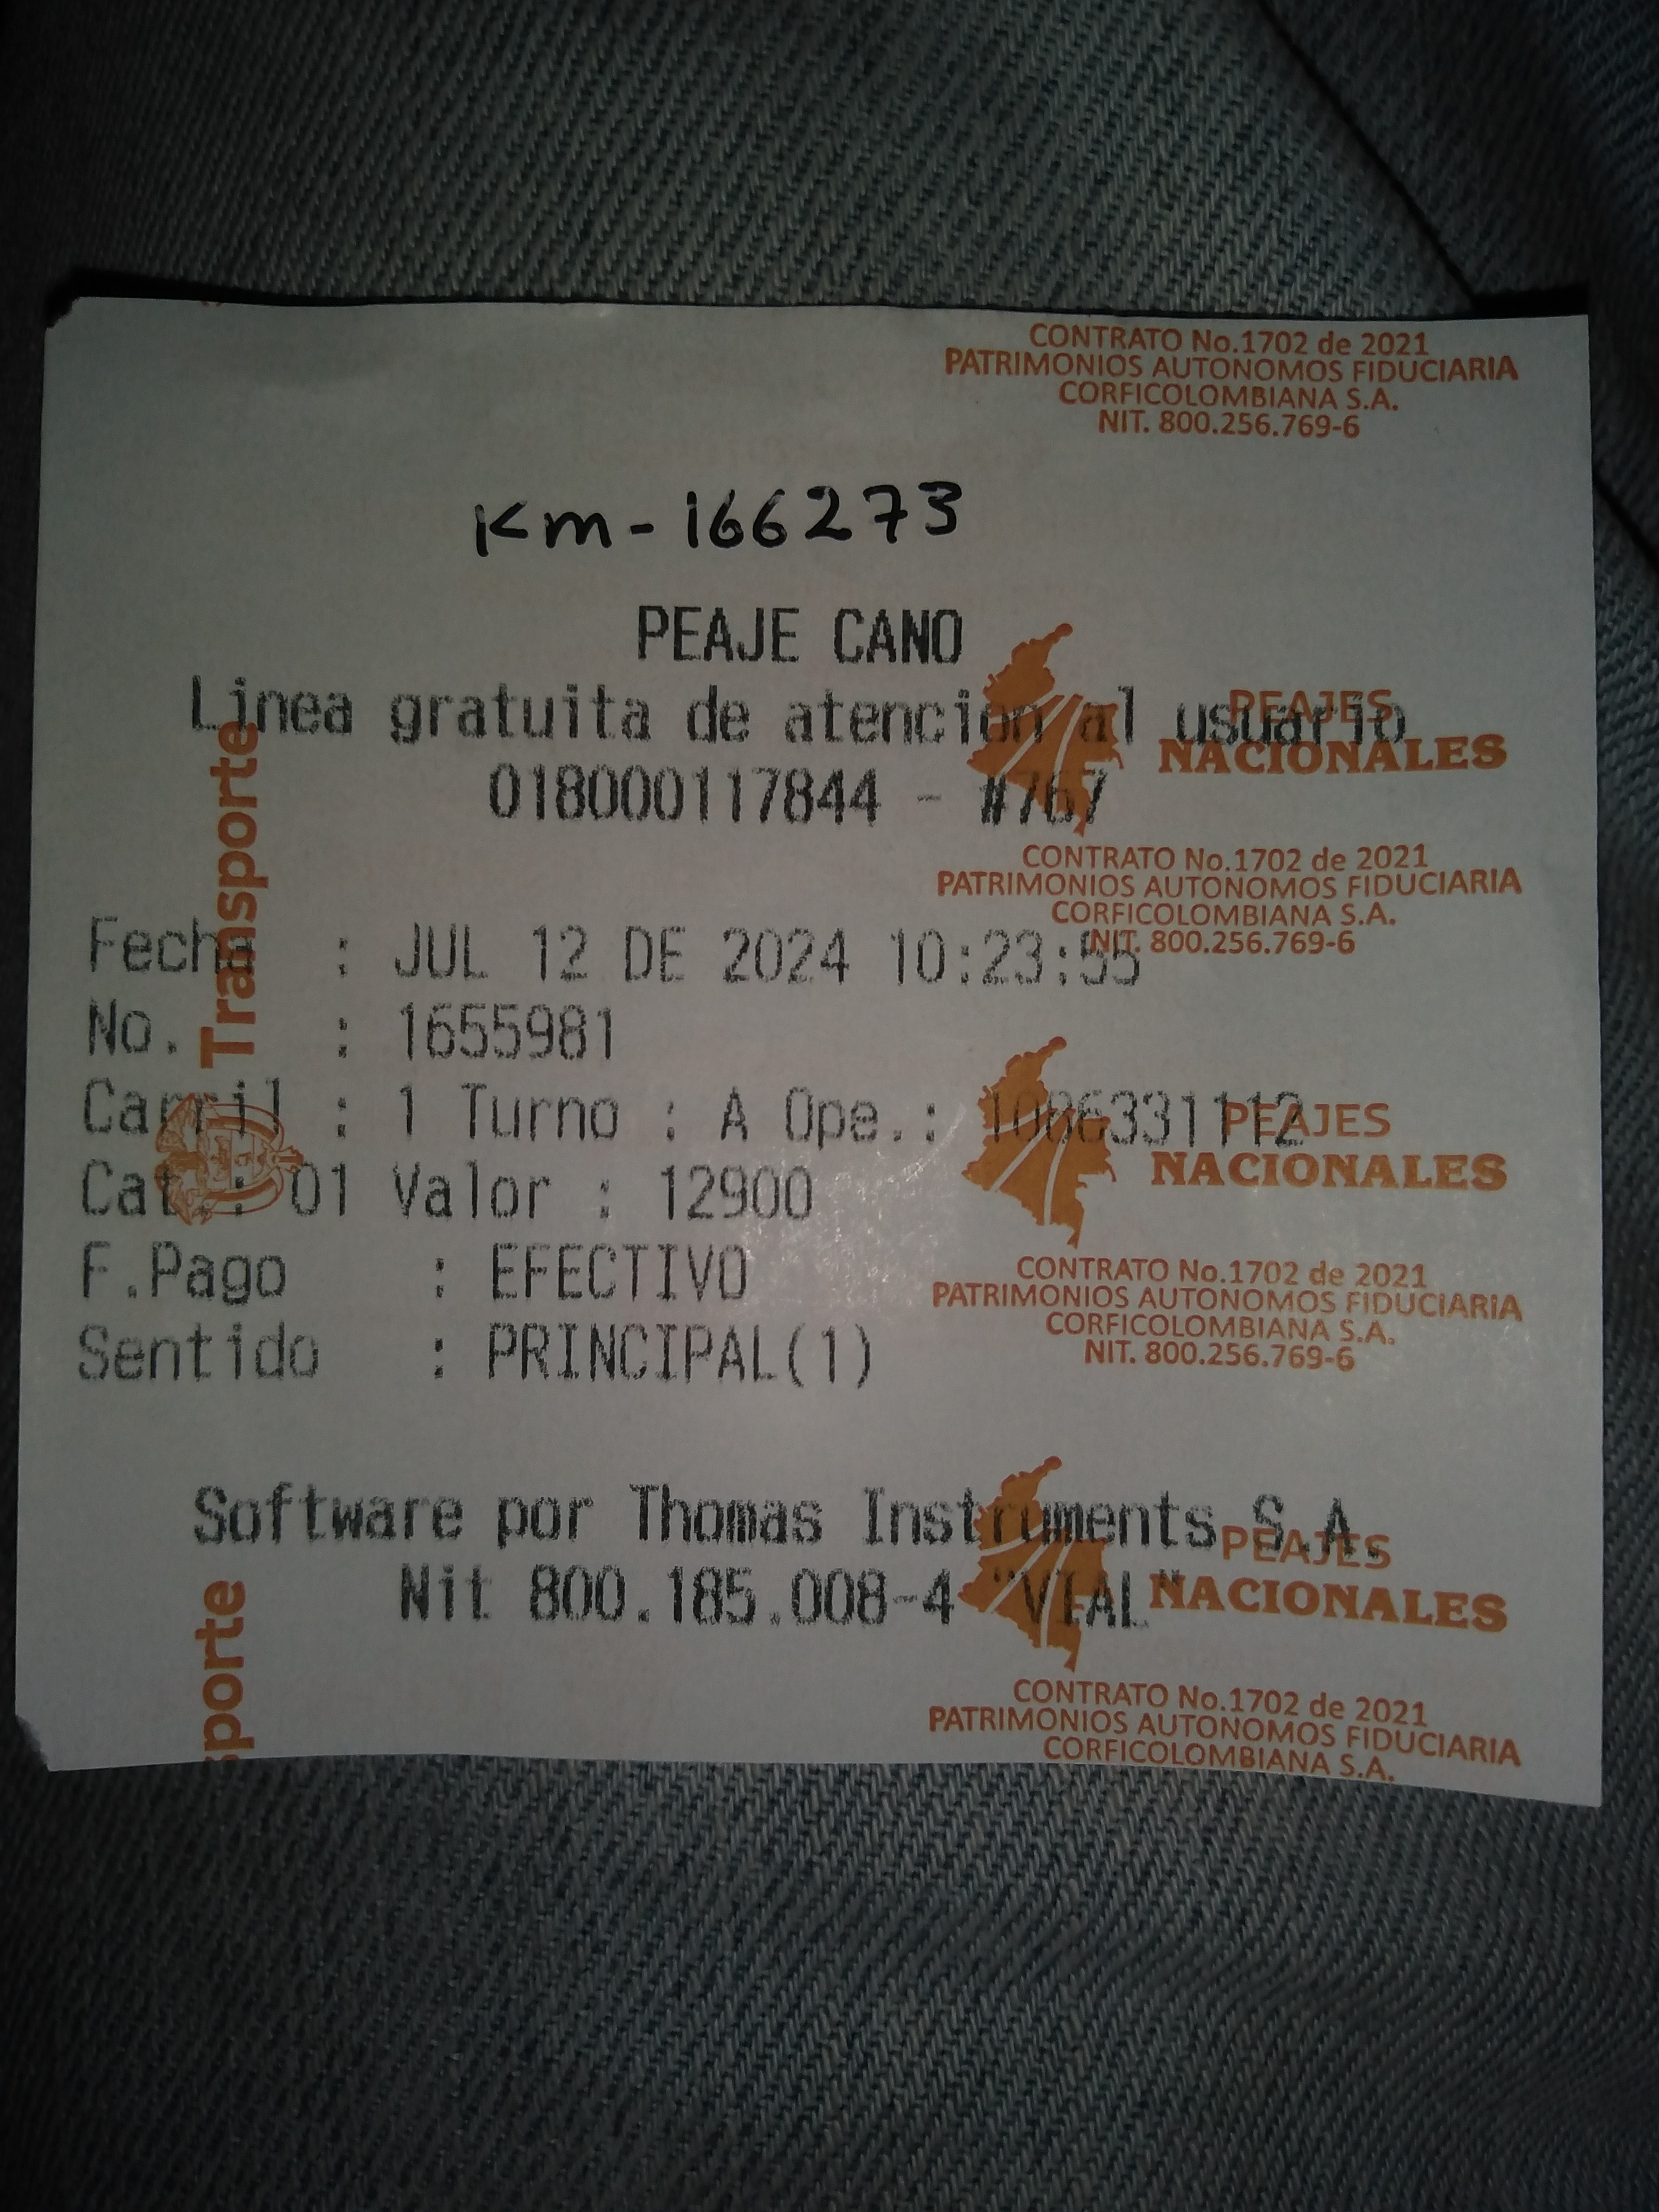 CONTRATO No.1702 de 2021
PATRIMONIOS AUTONOMOS FIDUCIARIA
CORFICOLOMBIANA S.A.
NIT. 800.256.769-6
Km-166273
PEAJE CANO
Linea gratuita de atencion al usuario
018000117844 - #767
PEAJES
NACIONALES
Transporte
CONTRATO No.1702 de 2021
PATRIMONIOS AUTONOMOS FIDUCIARIA
CORFICOLOMBIANA S.A.
NIT. 800.256.769-6
Fecha : JUL 12 DE 2024 10:23:55
No. : 1655981
Carril : 1 Turno : A Ope.: 1086331112
PEAJES
NACIONALES
Cat.: 01 Valor : 12900
F.Pago : EFECTIVO
Sentido : PRINCIPAL(1)
CONTRATO No.1702 de 2021
PATRIMONIOS AUTONOMOS FIDUCIARIA
CORFICOLOMBIANA S.A.
NIT. 800.256.769-6
Software por Thomas Instruments S.A.
Nit 800.185.008-4 "VIAL"
PEAJES
NACIONALES
sporte
CONTRATO No.1702 de 2021
PATRIMONIOS AUTONOMOS FIDUCIARIA
CORFICOLOMBIANA S.A.